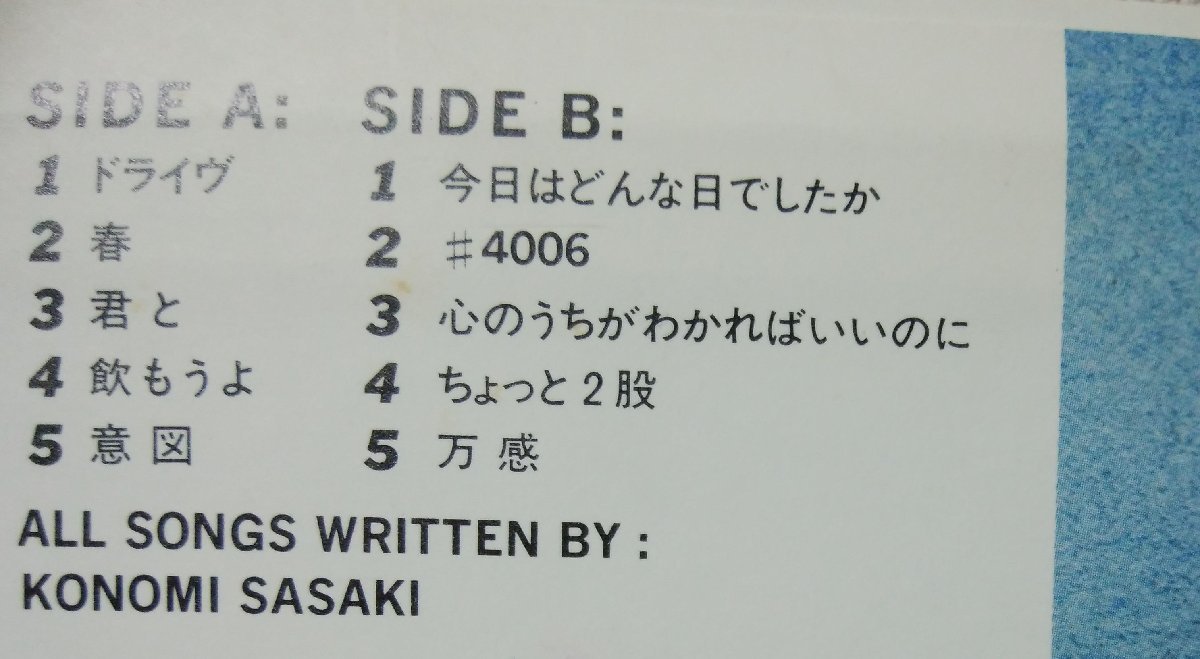 SIDE A:
1 ドライヴ
2 春
3 君と
4 飲もうよ
5 意図
SIDE B:
1 今日はどんな日でしたか
2 ♯4006
3 心のうちがわかればいいのに
4 ちょっと2股
5 万感
ALL SONGS WRITTEN BY :
KONOMI SASAKI